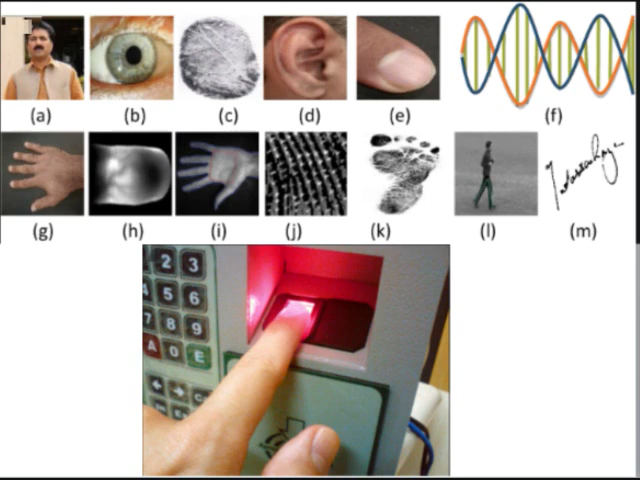 (a) (b) (c) (d) (e) (f)
(g) (h) (i) (j) (k) (l) (m)
2 3
4 5 6
7 8 9
A 0 E
← →